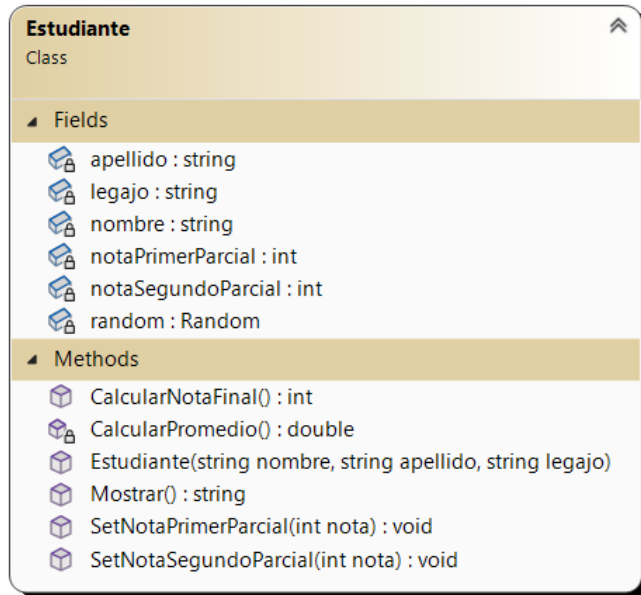 Estudiante
Class
Fields
apellido : string
legajo : string
nombre : string
notaPrimerParcial : int
notaSegundoParcial : int
random : Random
Methods
CalcularNotaFinal() : int
CalcularPromedio() : double
Estudiante(string nombre, string apellido, string legajo)
Mostrar() : string
SetNotaPrimerParcial(int nota) : void
SetNotaSegundoParcial(int nota) : void